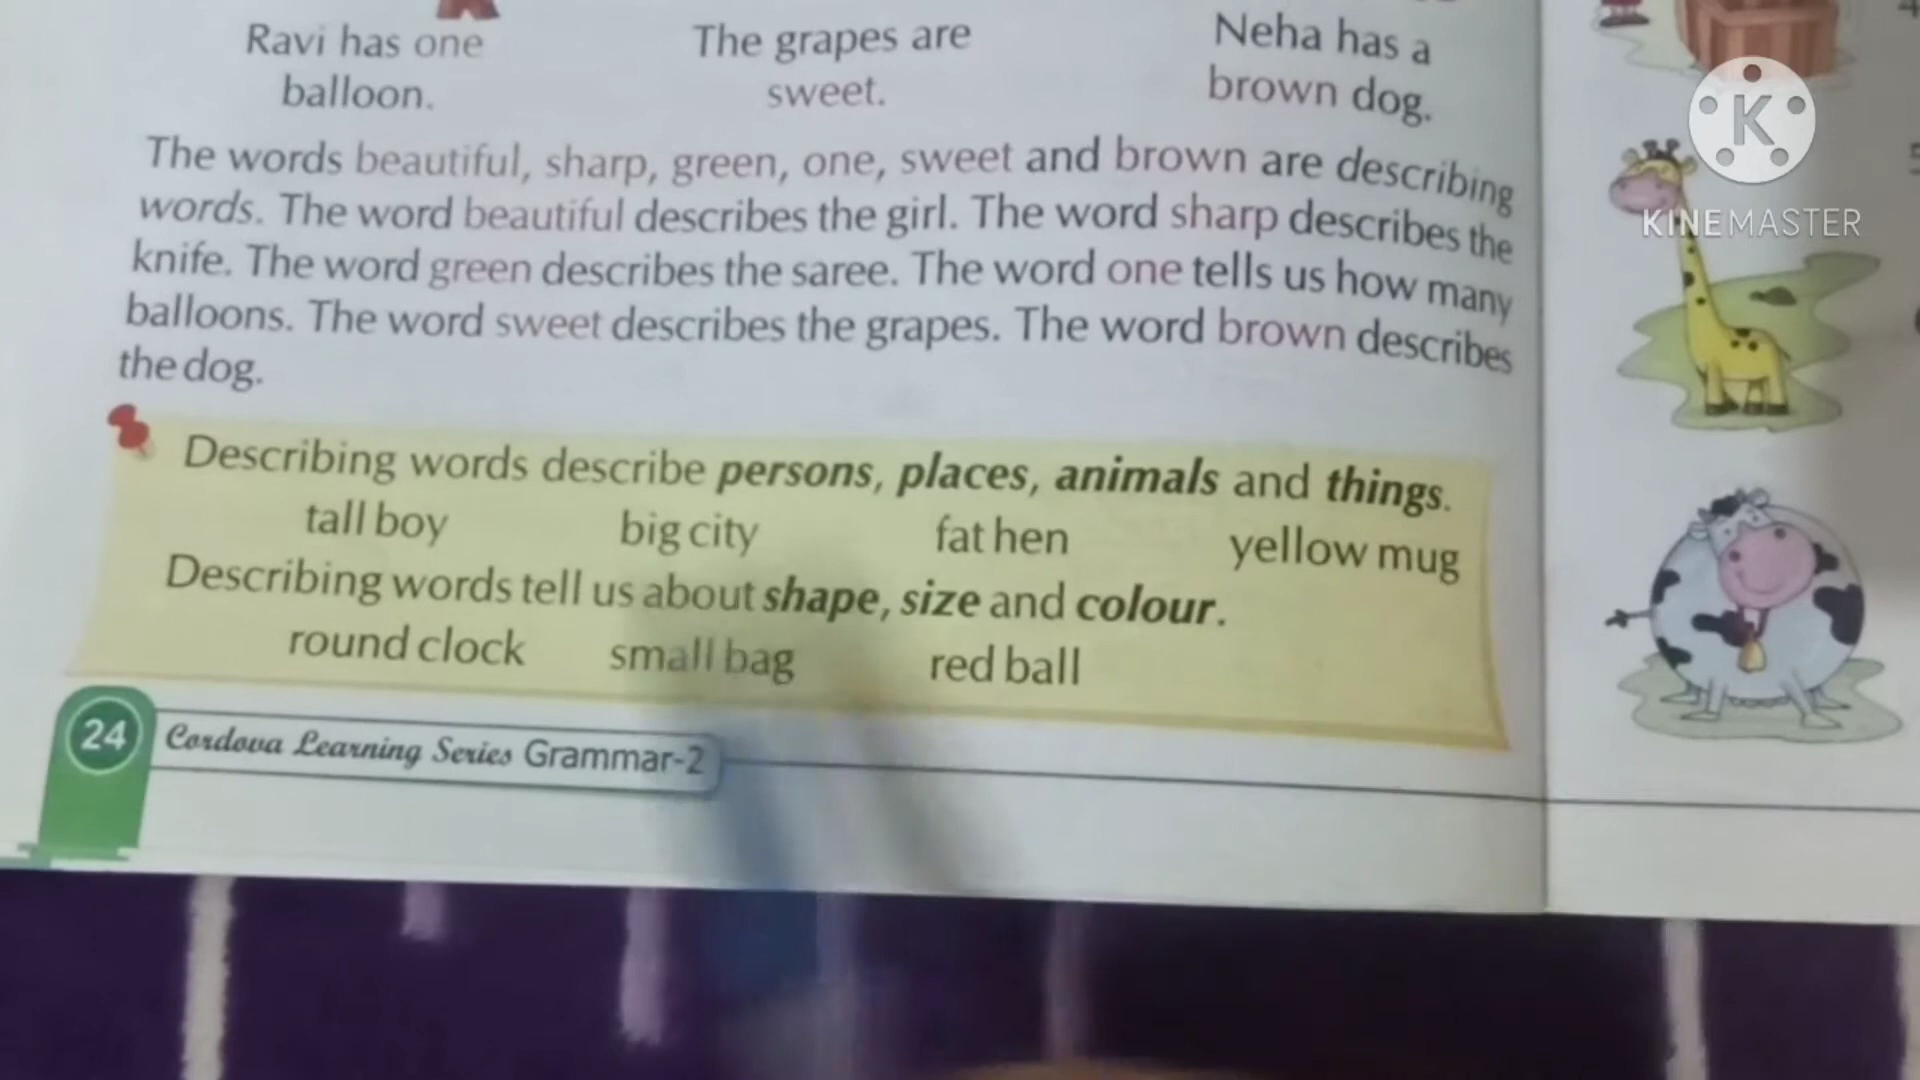 Ravi has one
balloon.
The grapes are
sweet.
Neha has a
brown dog.
The words beautiful, sharp, green, one, sweet and brown are describing
words. The word beautiful describes the girl. The word sharp describes the
knife. The word green describes the saree. The word one tells us how many
balloons. The word sweet describes the grapes. The word brown describes
the dog.
Describing words describe persons, places, animals and things.
tall boy big city fat hen yellow mug
Describing words tell us about shape, size and colour.
round clock small bag red ball
24 Cordova Learning Series Grammar-2
K
KINEMASTER